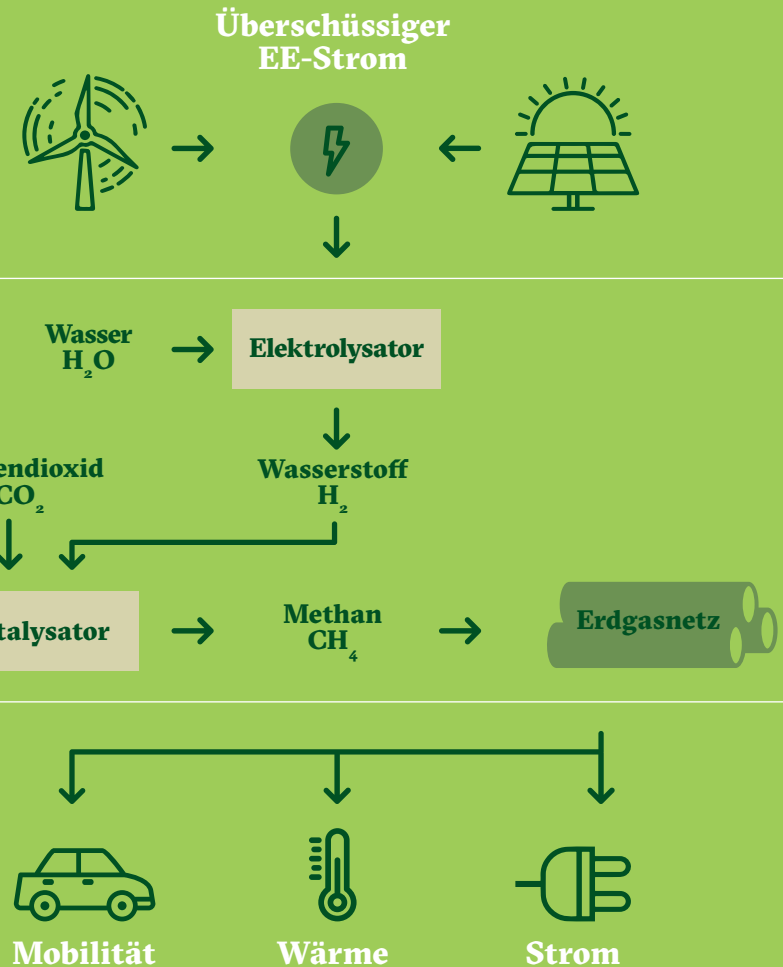 Überschüssiger
EE-Strom
Wasser
H₂O
Elektrolysator
endioxid
CO₂
Wasserstoff
H₂
talysator
Methan
CH₄
Erdgasnetz
Mobilität
Wärme
Strom